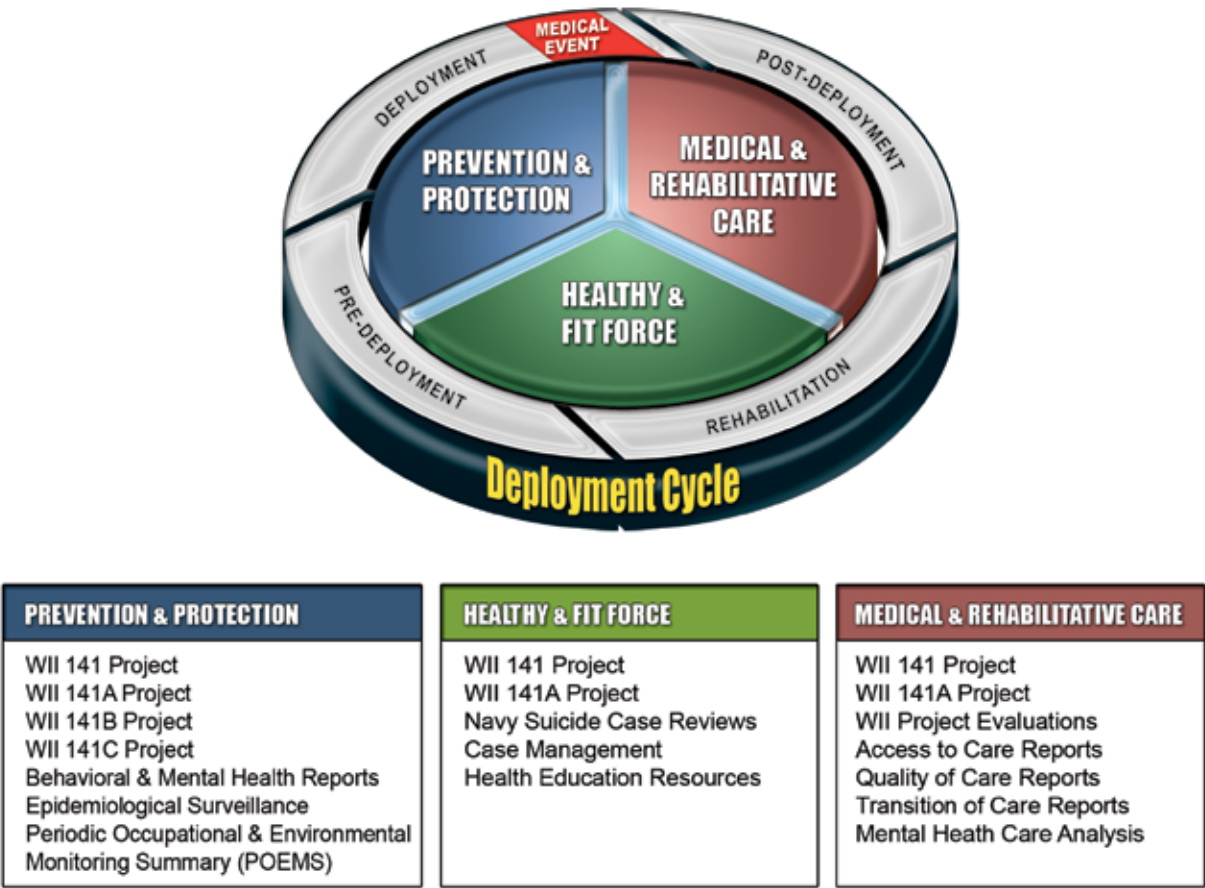 MEDICAL
EVENT
DEPLOYMENT
POST-DEPLOYMENT
PREVENTION &
PROTECTION
MEDICAL &
REHABILITATIVE
CARE
HEALTHY &
FIT FORCE
PRE-DEPLOYMENT
REHABILITATION
Deployment Cycle
PREVENTION & PROTECTION
WII 141 Project
WII 141A Project
WII 141B Project
WII 141C Project
Behavioral & Mental Health Reports
Epidemiological Surveillance
Periodic Occupational & Environmental
Monitoring Summary (POEMS)
HEALTHY & FIT FORCE
WII 141 Project
WII 141A Project
Navy Suicide Case Reviews
Case Management
Health Education Resources
MEDICAL & REHABILITATIVE CARE
WII 141 Project
WII 141A Project
WII Project Evaluations
Access to Care Reports
Quality of Care Reports
Transition of Care Reports
Mental Heath Care Analysis